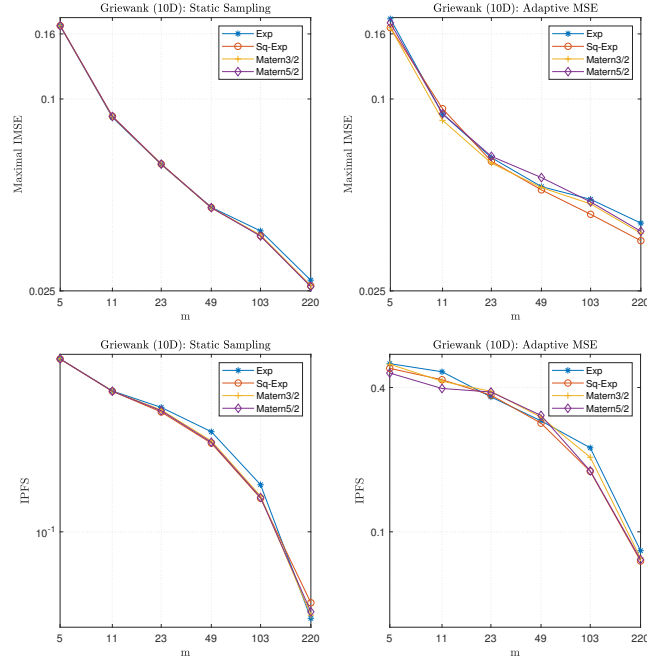 Griewank (10D): Static Sampling
0.16
0.1
0.025
Maximal IMSE
5 11 23 49 103 220
m
Exp
Sq-Exp
Matern3/2
Matern5/2
Griewank (10D): Adaptive MSE
0.16
0.1
0.025
Maximal IMSE
5 11 23 49 103 220
m
Exp
Sq-Exp
Matern3/2
Matern5/2
Griewank (10D): Static Sampling
10⁻¹
IPFS
5 11 23 49 103 220
m
Exp
Sq-Exp
Matern3/2
Matern5/2
Griewank (10D): Adaptive MSE
0.4
0.1
IPFS
5 11 23 49 103 220
m
Exp
Sq-Exp
Matern3/2
Matern5/2